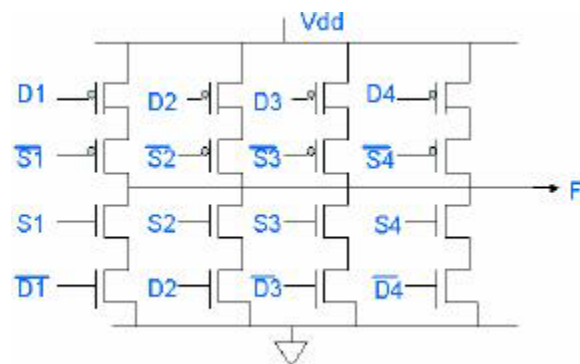 Vdd
D1 D2 D3 D4
S̅1̅ S̅2̅ S̅3̅ S̅4̅
F
S1 S2 S3 S4
D̅1̅ D2 D̅3 D̅4